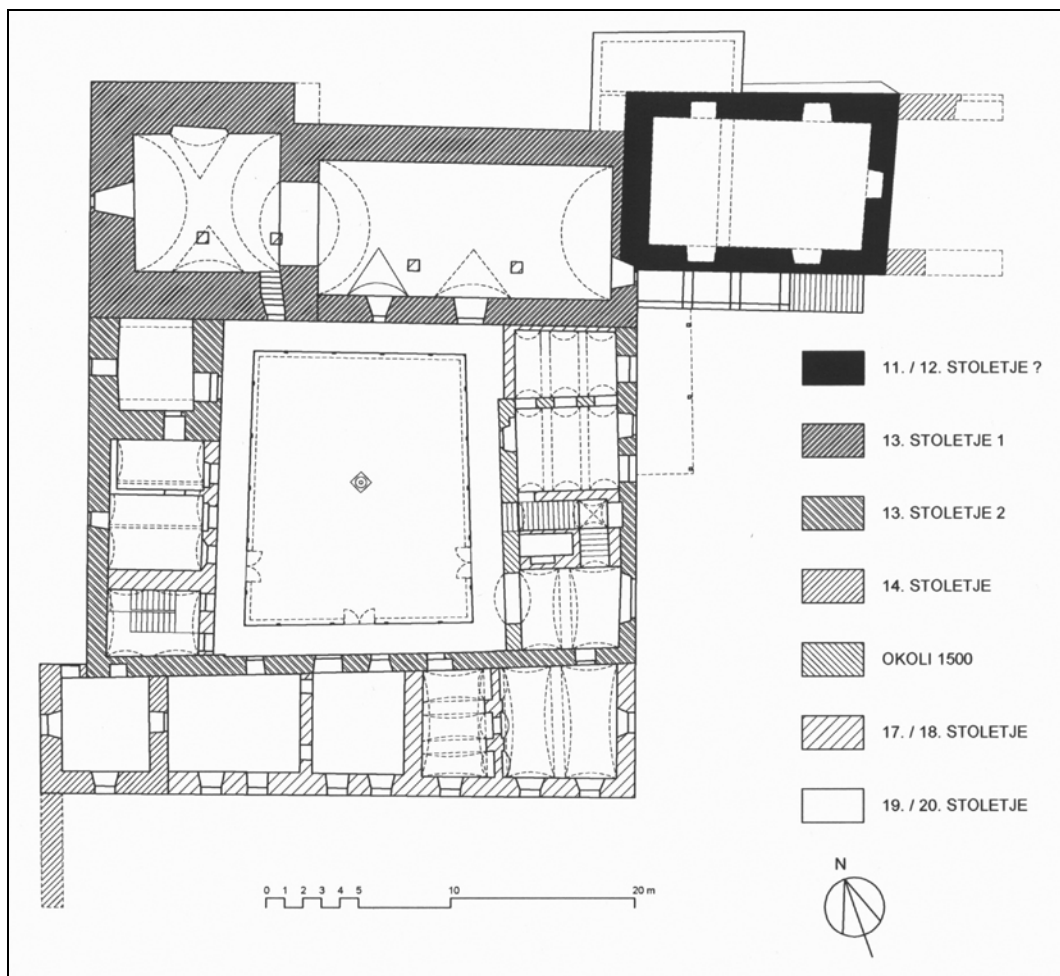 11. / 12. STOLETJE ?
13. STOLETJE 1
13. STOLETJE 2
14. STOLETJE
OKOLI 1500
17. / 18. STOLETJE
19. / 20. STOLETJE
N
0 1 2 3 4 5 10 20 m